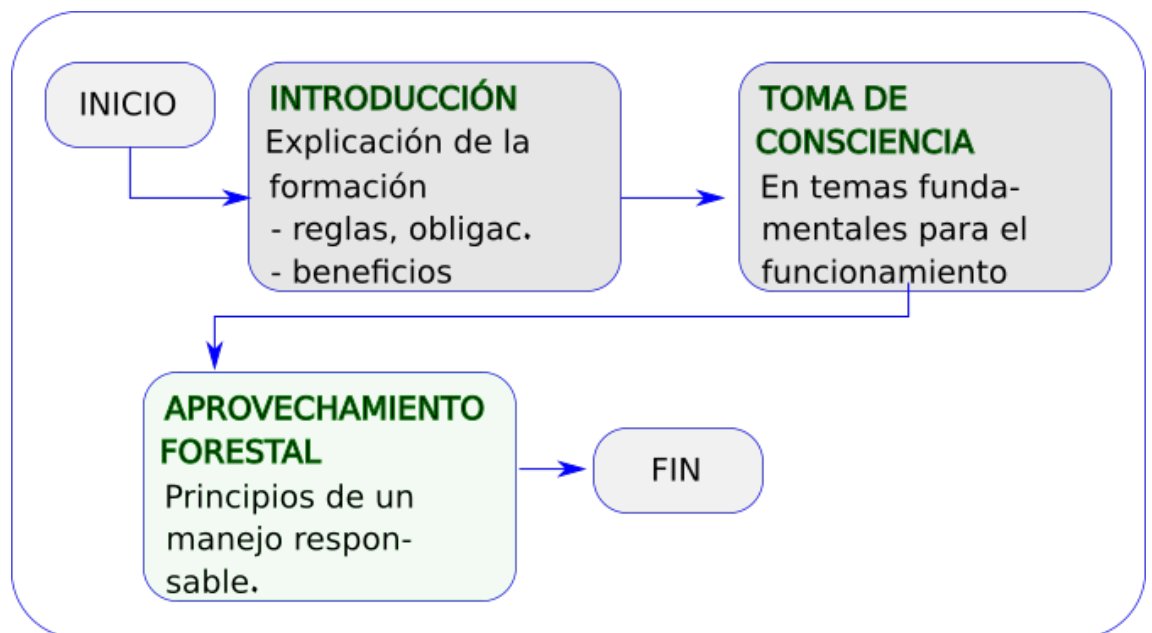 INICIO
INTRODUCCIÓN
Explicación de la
formación
- reglas, obligac.
- beneficios
TOMA DE
CONSCIENCIA
En temas funda-
mentales para el
funcionamiento
APROVECHAMIENTO
FORESTAL
Principios de un
manejo respon-
sable.
FIN